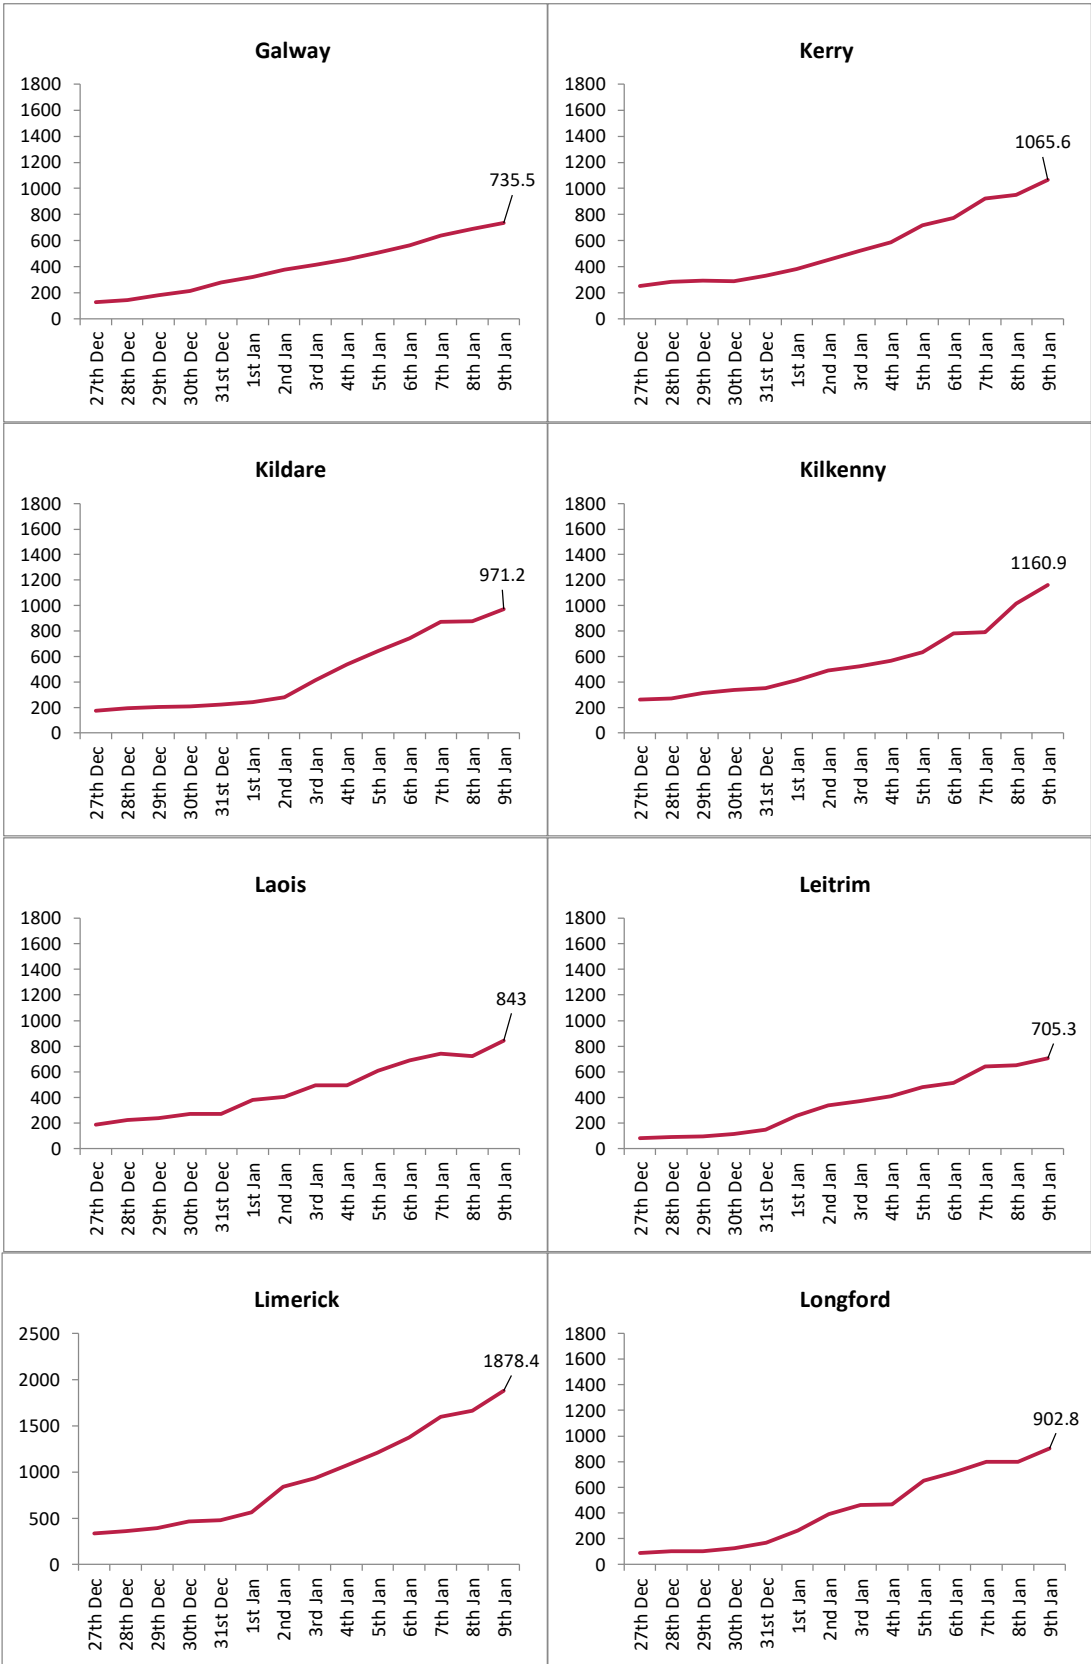 Galway
1800
1600
1400
1200
1000
800
600
400
200
0
735.5
27th Dec
28th Dec
29th Dec
30th Dec
31st Dec
1st Jan
2nd Jan
3rd Jan
4th Jan
5th Jan
6th Jan
7th Jan
8th Jan
9th Jan
Kerry
1800
1600
1400
1200
1000
800
600
400
200
0
1065.6
27th Dec
28th Dec
29th Dec
30th Dec
31st Dec
1st Jan
2nd Jan
3rd Jan
4th Jan
5th Jan
6th Jan
7th Jan
8th Jan
9th Jan
Kildare
1800
1600
1400
1200
1000
800
600
400
200
0
971.2
27th Dec
28th Dec
29th Dec
30th Dec
31st Dec
1st Jan
2nd Jan
3rd Jan
4th Jan
5th Jan
6th Jan
7th Jan
8th Jan
9th Jan
Kilkenny
1800
1600
1400
1200
1000
800
600
400
200
0
1160.9
27th Dec
28th Dec
29th Dec
30th Dec
31st Dec
1st Jan
2nd Jan
3rd Jan
4th Jan
5th Jan
6th Jan
7th Jan
8th Jan
9th Jan
Laois
1800
1600
1400
1200
1000
800
600
400
200
0
843
27th Dec
28th Dec
29th Dec
30th Dec
31st Dec
1st Jan
2nd Jan
3rd Jan
4th Jan
5th Jan
6th Jan
7th Jan
8th Jan
9th Jan
Leitrim
1800
1600
1400
1200
1000
800
600
400
200
0
705.3
27th Dec
28th Dec
29th Dec
30th Dec
31st Dec
1st Jan
2nd Jan
3rd Jan
4th Jan
5th Jan
6th Jan
7th Jan
8th Jan
9th Jan
Limerick
2500
2000
1500
1000
500
0
1878.4
27th Dec
28th Dec
29th Dec
30th Dec
31st Dec
1st Jan
2nd Jan
3rd Jan
4th Jan
5th Jan
6th Jan
7th Jan
8th Jan
9th Jan
Longford
1800
1600
1400
1200
1000
800
600
400
200
0
902.8
27th Dec
28th Dec
29th Dec
30th Dec
31st Dec
1st Jan
2nd Jan
3rd Jan
4th Jan
5th Jan
6th Jan
7th Jan
8th Jan
9th Jan